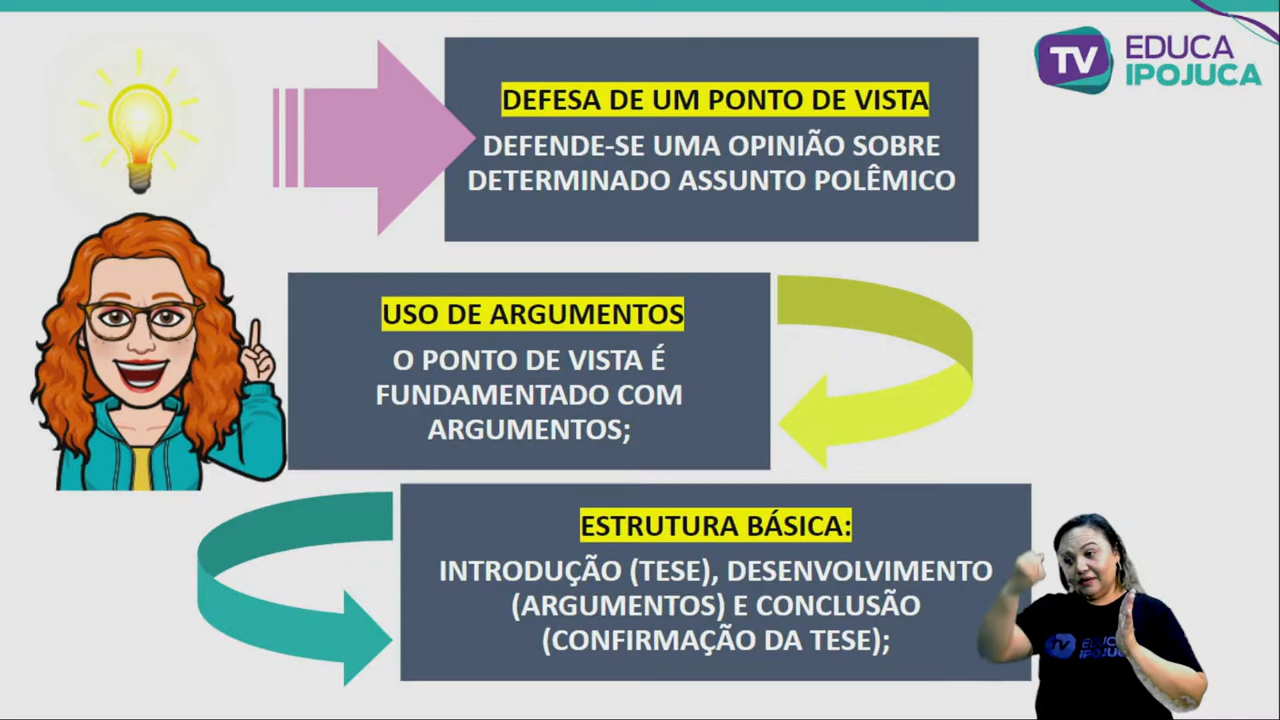 TV EDUCA
IPOJUCA
DEFESA DE UM PONTO DE VISTA
DEFENDE-SE UMA OPINIÃO SOBRE
DETERMINADO ASSUNTO POLÊMICO
USO DE ARGUMENTOS
O PONTO DE VISTA É
FUNDAMENTADO COM
ARGUMENTOS;
ESTRUTURA BÁSICA:
INTRODUÇÃO (TESE), DESENVOLVIMENTO
(ARGUMENTOS) E CONCLUSÃO
(CONFIRMAÇÃO DA TESE);
TV